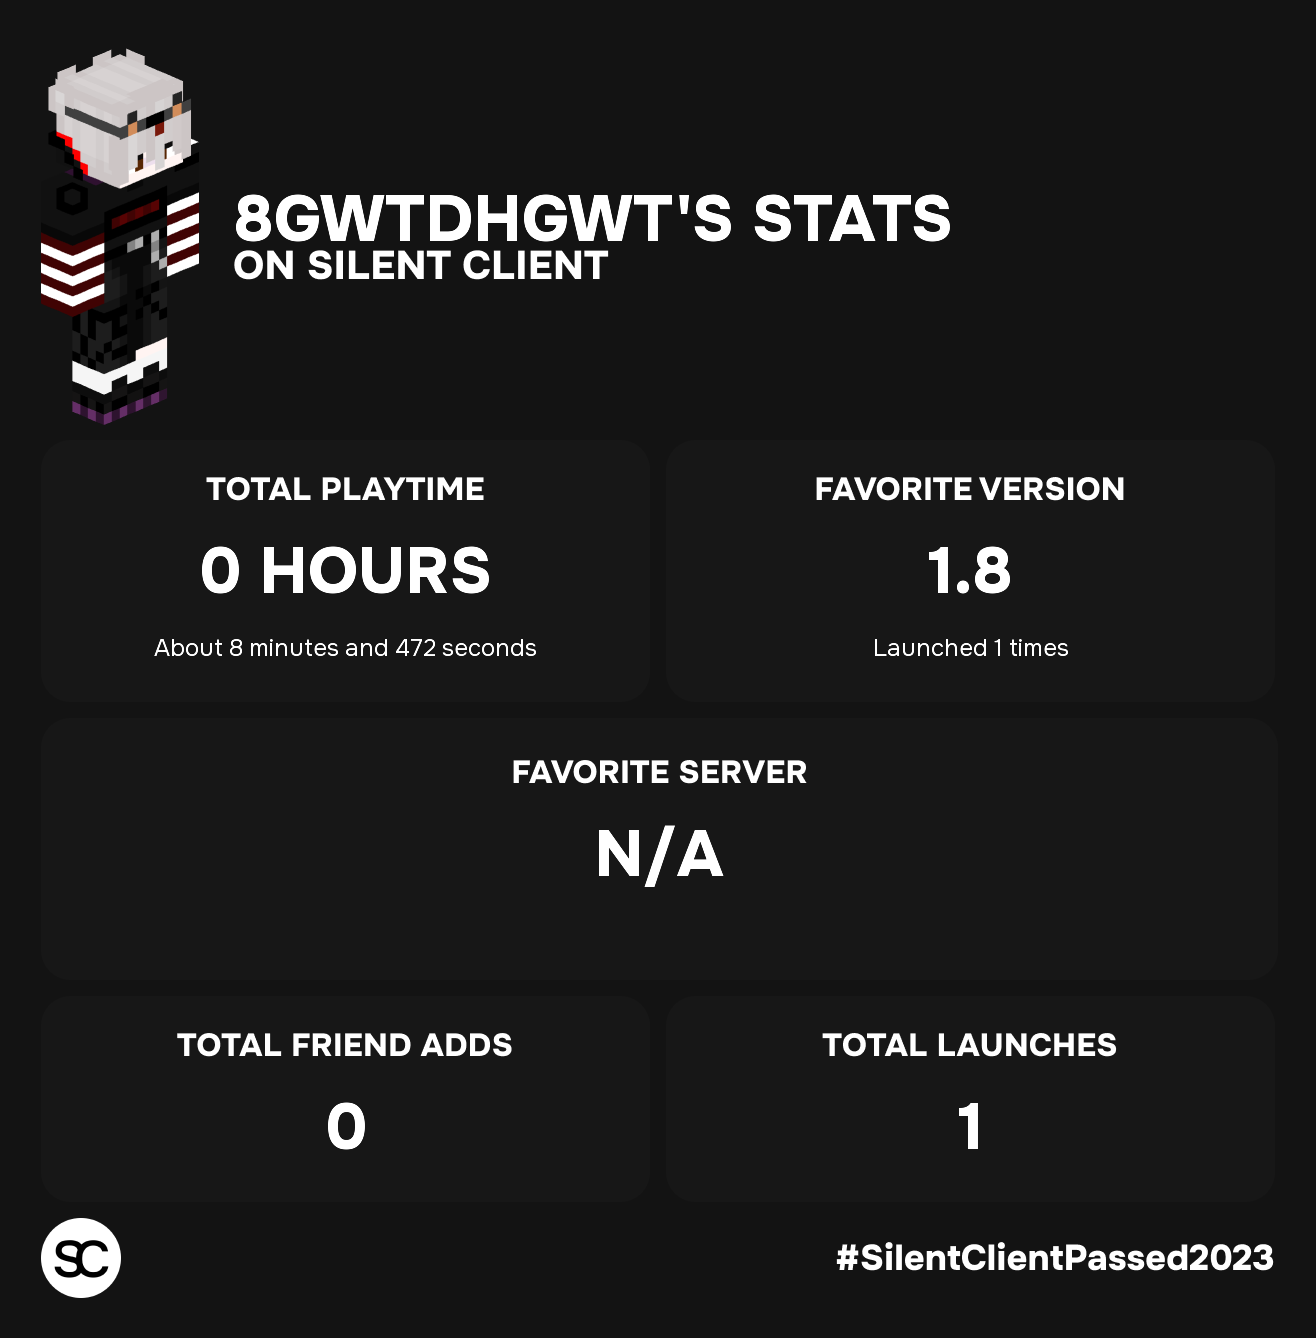 8GWTDHGWT'S STATS
ON SILENT CLIENT
TOTAL PLAYTIME
0 HOURS
About 8 minutes and 472 seconds
FAVORITE VERSION
1.8
Launched 1 times
FAVORITE SERVER
N/A
TOTAL FRIEND ADDS
0
TOTAL LAUNCHES
1
SC
#SilentClientPassed2023